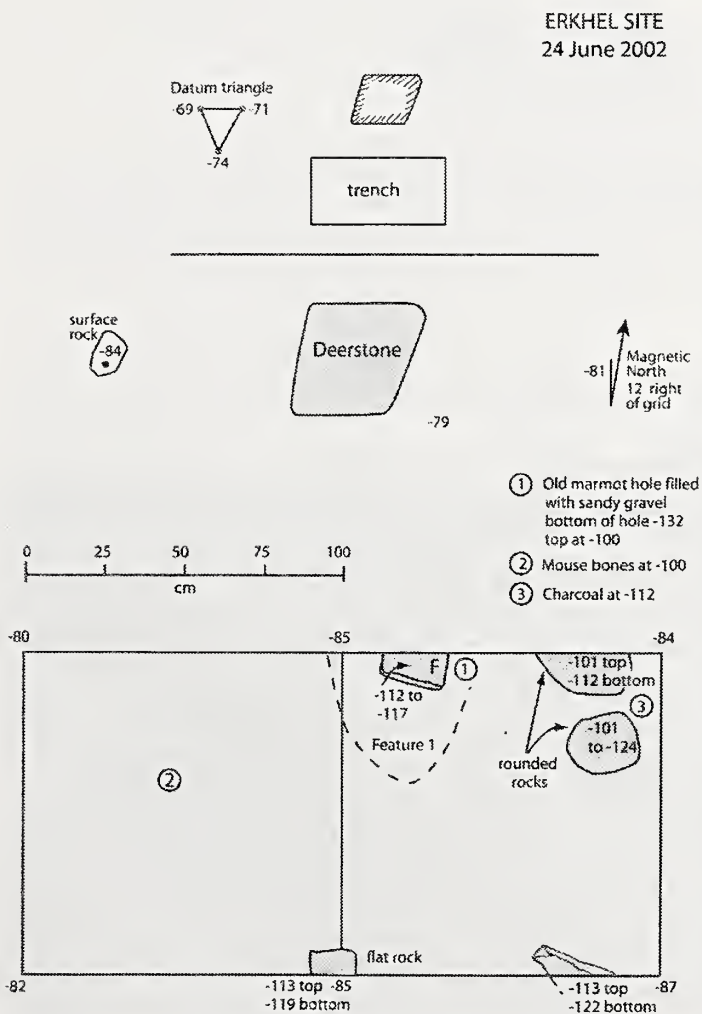 ERKHEL SITE
24 June 2002
Datum triangle
-69
-71
-74
trench
surface
rock
-84
Deerstone
-79
-81
Magnetic
North
12 right
of grid
① Old marmot hole filled
with sandy gravel
bottom of hole -132
top at -100
② Mouse bones at -100
③ Charcoal at -112
0 25 50 75 100
cm
-80
-85
-84
F
①
-101 top
-112 bottom
-112 to
-117
③
Feature 1
-101
to -124
rounded
rocks
②
flat rock
-82
-113 top
-119 bottom
-85
-113 top
-122 bottom
-87